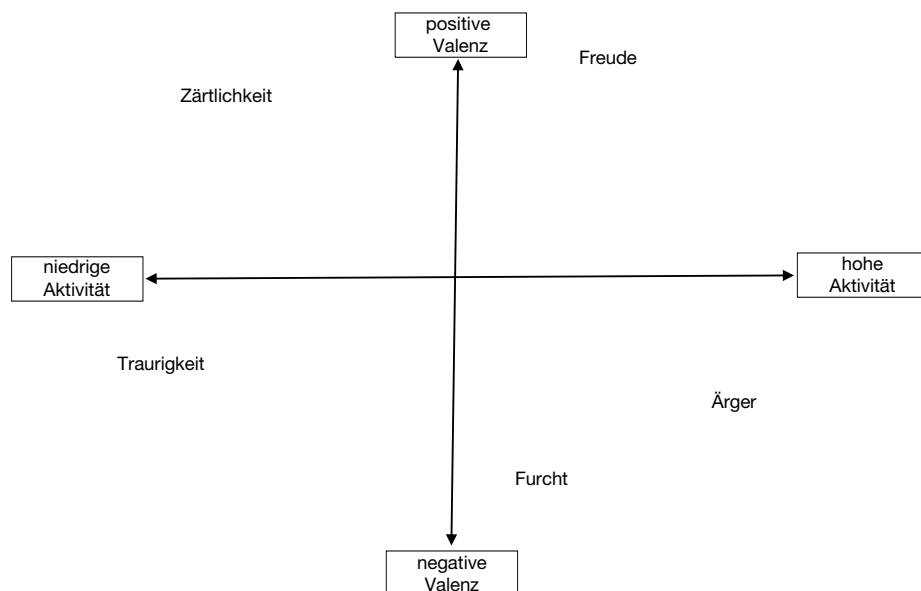 positive
Valenz
Freude
Zärtlichkeit
niedrige
Aktivität
hohe
Aktivität
Traurigkeit
Ärger
Furcht
negative
Valenz